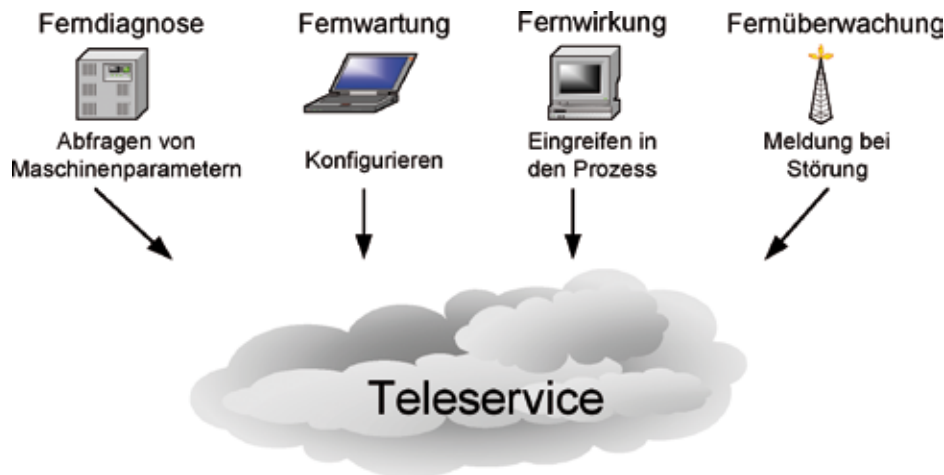 Ferndiagnose
Abfragen von
Maschinenparametern
Fernwartung
Konfigurieren
Fernwirkung
Eingreifen in
den Prozess
Fernüberwachung
Meldung bei
Störung
Teleservice